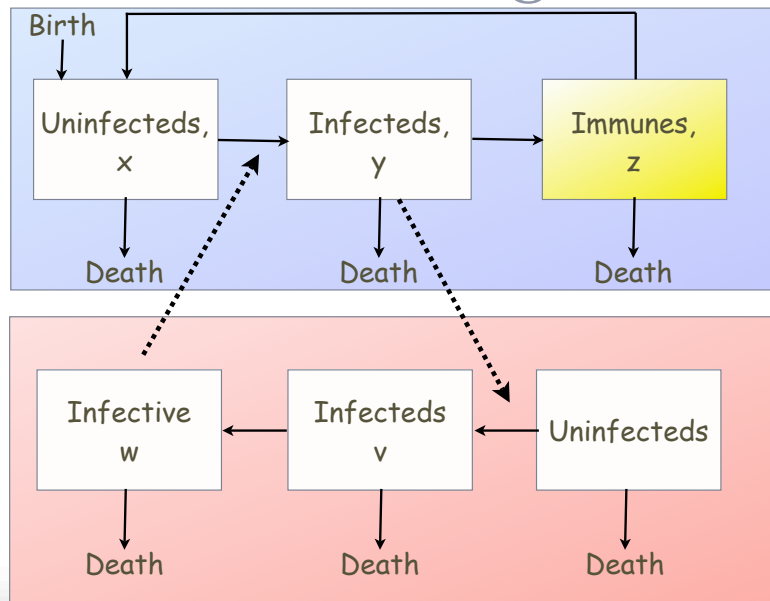 Birth
Uninfecteds,
x
Infecteds,
y
Immunes,
z
Death
Death
Death
Infective
w
Infecteds
v
Uninfecteds
Death
Death
Death